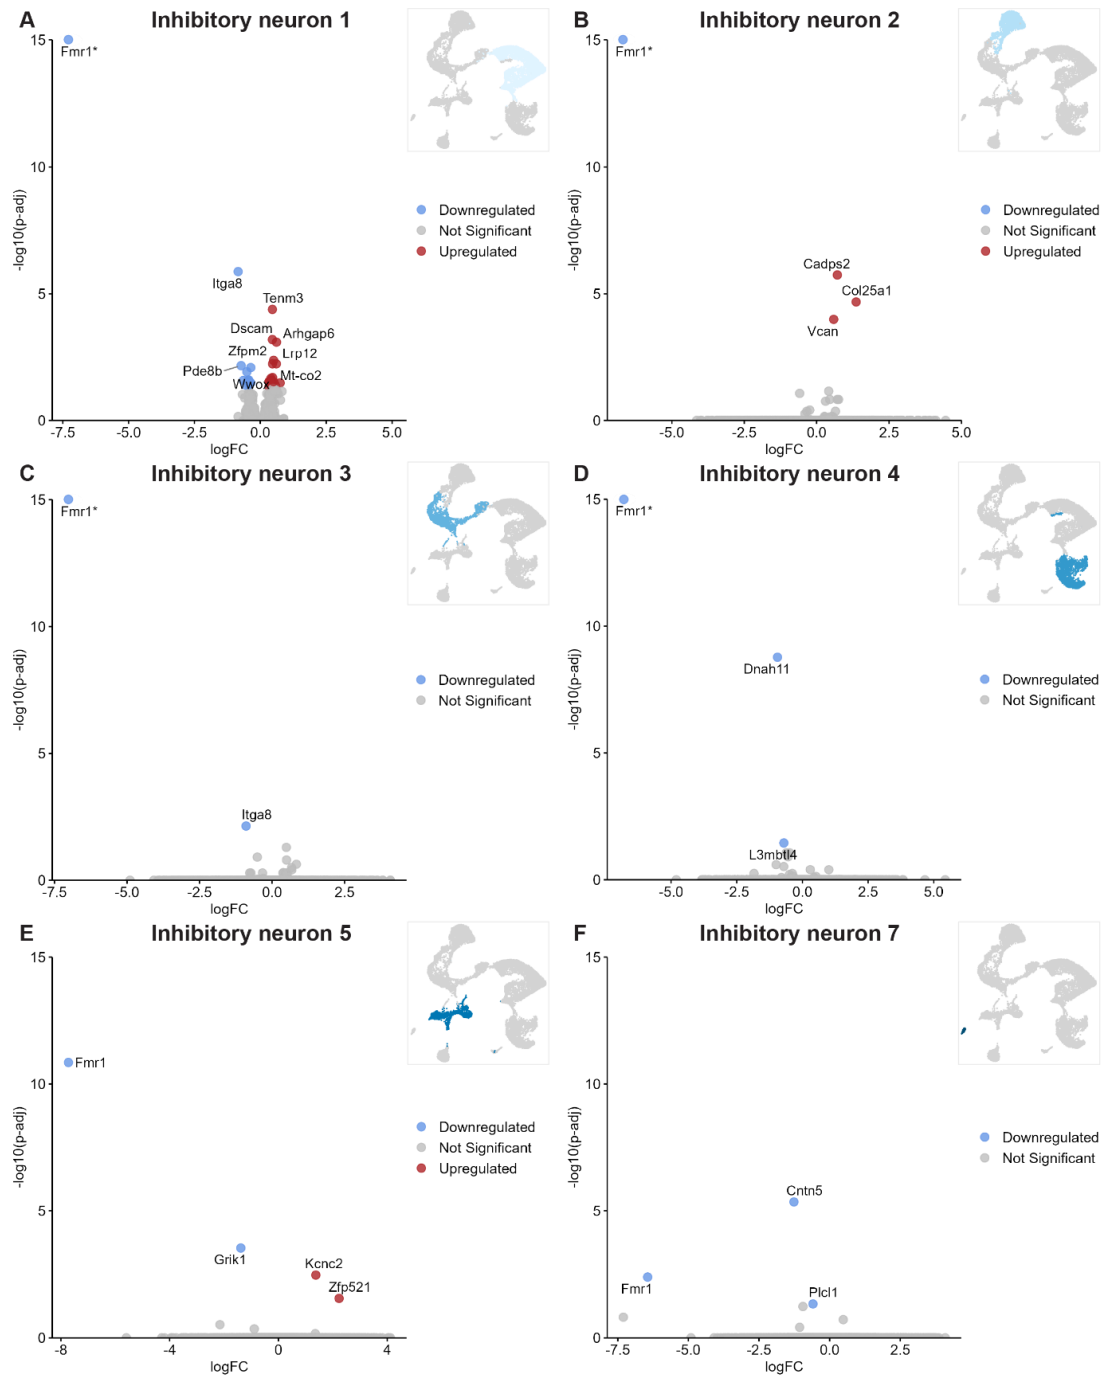 A Inhibitory neuron 1
15
Fmr1*
10
-log10(p-adj)
Itga8
5
Tenm3
Dscam
Arhgap6
Zfpm2
Lrp12
Pde8b
Mt-co2
Wwox
0
-7.5 -5.0 -2.5 0.0 2.5 5.0
logFC
Downregulated
Not Significant
Upregulated
B Inhibitory neuron 2
15
Fmr1*
10
-log10(p-adj)
Cadps2
5
Col25a1
Vcan
0
-5.0 -2.5 0.0 2.5 5.0
logFC
Downregulated
Not Significant
Upregulated
C Inhibitory neuron 3
15
Fmr1*
10
-log10(p-adj)
5
Itga8
0
-7.5 -5.0 -2.5 0.0 2.5
logFC
Downregulated
Not Significant
D Inhibitory neuron 4
15
Fmr1*
10
-log10(p-adj)
Dnah11
5
L3mbtl4
0
-5.0 -2.5 0.0 2.5 5.0
logFC
Downregulated
Not Significant
E Inhibitory neuron 5
15
Fmr1
10
-log10(p-adj)
5
Grik1
Kcnc2
Zfp521
0
-8 -4 0 4
logFC
Downregulated
Not Significant
Upregulated
F Inhibitory neuron 7
15
10
-log10(p-adj)
Cntn5
5
Fmr1
Plcl1
0
-7.5 -5.0 -2.5 0.0 2.5
logFC
Downregulated
Not Significant